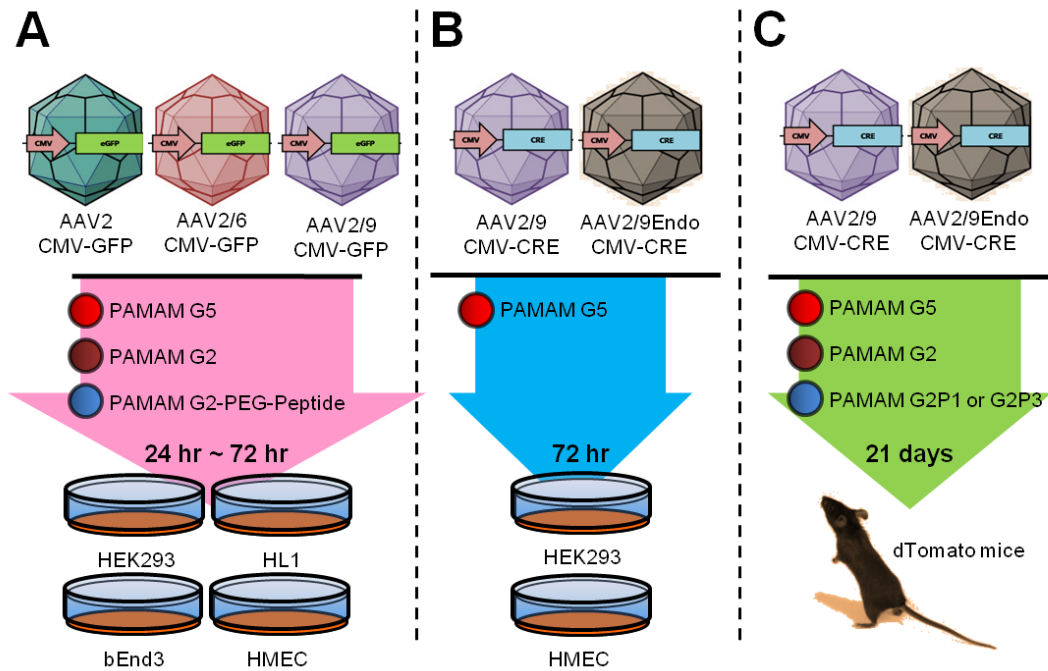 A
CMV eGFP
CMV eGFP
CMV eGFP
AAV2
CMV-GFP
AAV2/6
CMV-GFP
AAV2/9
CMV-GFP
PAMAM G5
PAMAM G2
PAMAM G2-PEG-Peptide
24 hr ~ 72 hr
HEK293
HL1
bEnd3
HMEC
B
CMV CRE
CMV CRE
AAV2/9
CMV-CRE
AAV2/9Endo
CMV-CRE
PAMAM G5
72 hr
HEK293
HMEC
C
CMV CRE
CMV CRE
AAV2/9
CMV-CRE
AAV2/9Endo
CMV-CRE
PAMAM G5
PAMAM G2
PAMAM G2P1 or G2P3
21 days
dTomato mice